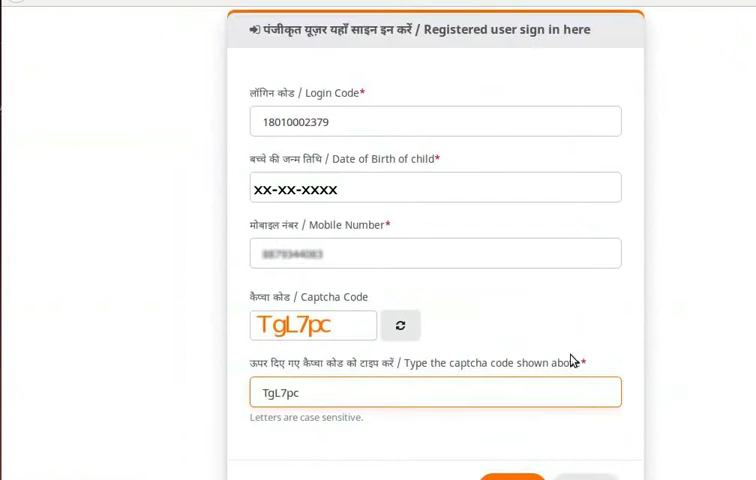 पंजीकृत यूज़र यहाँ साइन इन करें / Registered user sign in here
लॉगिन कोड / Login Code*
18010002379
बच्चे की जन्म तिथि / Date of Birth of child*
xx-xx-xxxx
मोबाइल नंबर / Mobile Number*
कैप्चा कोड / Captcha Code
TgL7pc
ऊपर दिए गए कैप्चा कोड को टाइप करें / Type the captcha code shown above*
TgL7pc
Letters are case sensitive.